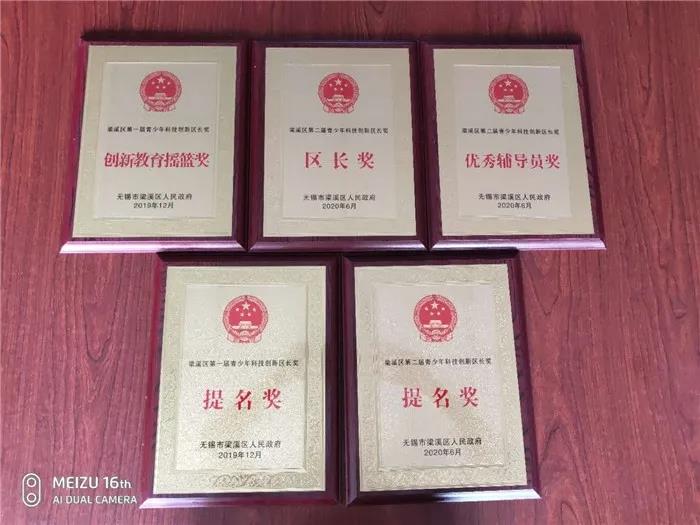 梁溪区第一届青少年科技创新区长奖
创新教育摇篮奖
无锡市梁溪区人民政府
2019年12月
梁溪区第二届青少年科技创新区长奖
区长奖
无锡市梁溪区人民政府
2020年6月
梁溪区第二届青少年科技创新区长奖
优秀辅导员奖
无锡市梁溪区人民政府
2020年6月
梁溪区第一届青少年科技创新区长奖
提名奖
无锡市梁溪区人民政府
2019年12月
梁溪区第二届青少年科技创新区长奖
提名奖
无锡市梁溪区人民政府
2020年6月
MEIZU 16th
AI DUAL CAMERA